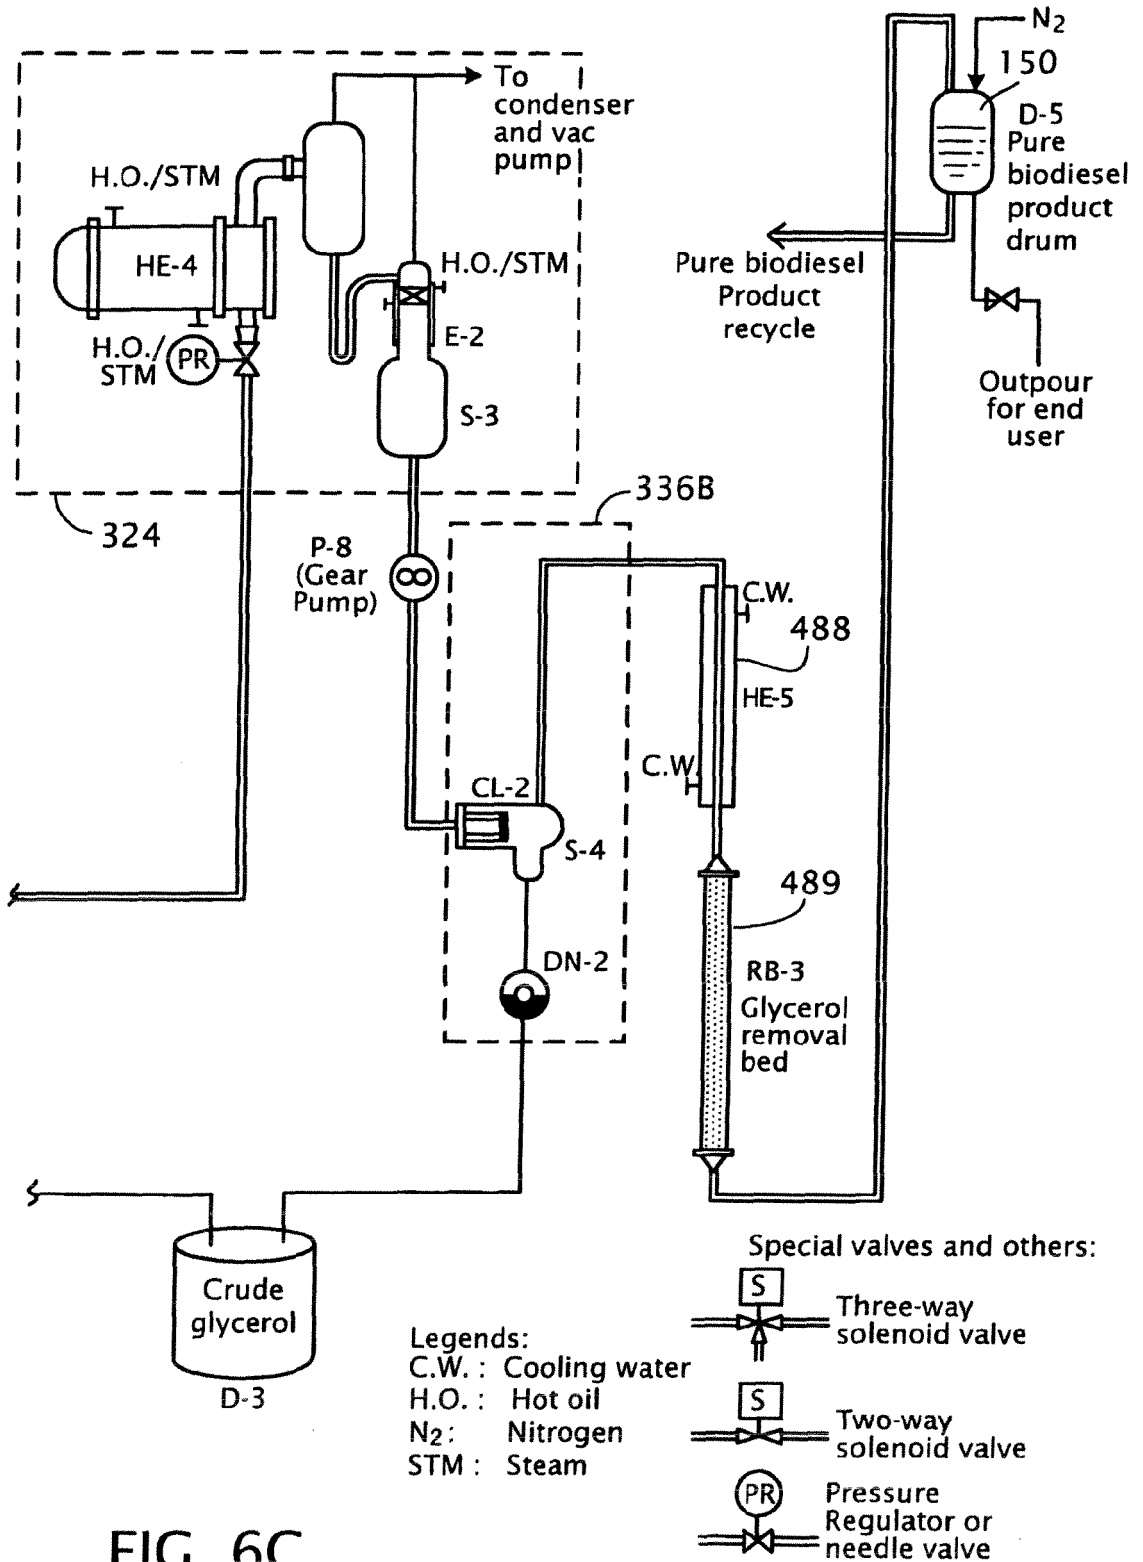 N2
150
D-5
Pure
biodiesel
product
drum
To
condenser
and vac
pump
H.O./STM
HE-4
H.O./STM
E-2
H.O./
STM
PR
S-3
Pure biodiesel
Product
recycle
Outpour
for end
user
324
336B
P-8
(Gear
Pump)
C.W.
488
HE-5
C.W.
CL-2
S-4
489
DN-2
RB-3
Glycerol
removal
bed
Crude
glycerol
D-3
Legends:
C.W. : Cooling water
H.O. : Hot oil
N2 : Nitrogen
STM : Steam
Special valves and others:
S
Three-way
solenoid valve
S
Two-way
solenoid valve
PR
Pressure
Regulator or
needle valve
FIG. 6C